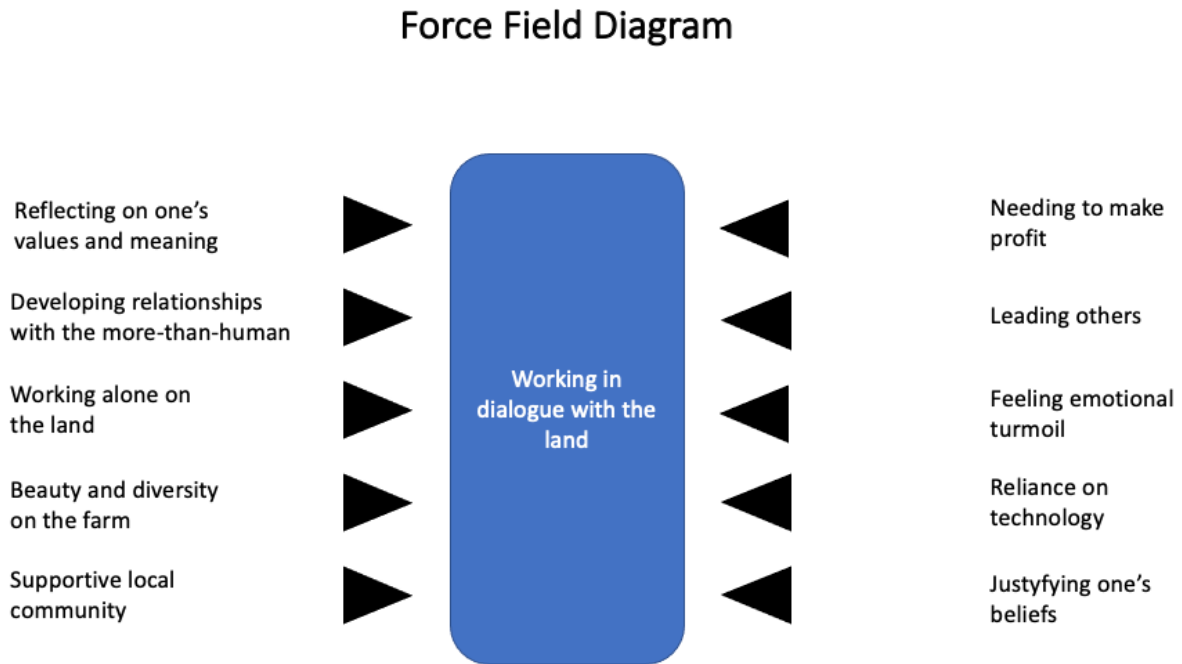 Force Field Diagram
Reflecting on one’s
values and meaning
Developing relationships
with the more-than-human
Working alone on
the land
Beauty and diversity
on the farm
Supportive local
community
Working in
dialogue with the
land
Needing to make
profit
Leading others
Feeling emotional
turmoil
Reliance on
technology
Justyfying one’s
beliefs